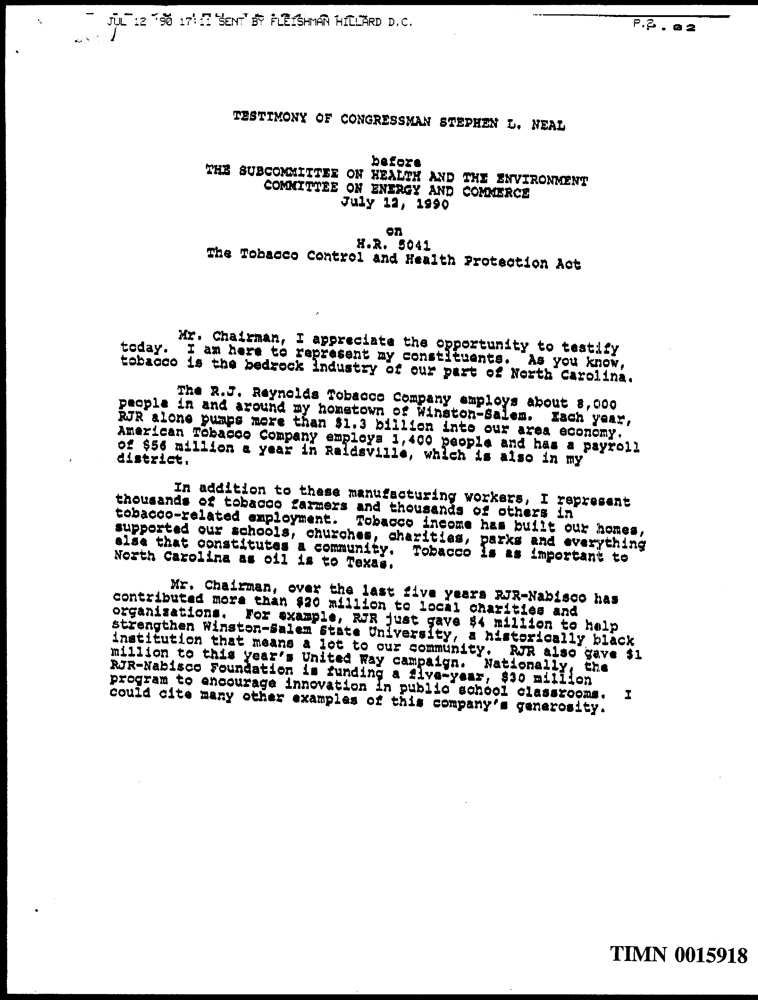 JUL 12 '90 17:11 SENT BY FLEISHMAN HILLARD D.C.
P.2
P.02
TESTIMONY OF CONGRESSMAN STEPHEN L. NEAL
before
THE SUBCOMMITTEE ON HEALTH AND THE ENVIRONMENT
COMMITTEE ON ENERGY AND COMMERCE
July 12, 1990
on
H.R. 5041
The Tobacco Control and Health Protection Act
Mr. Chairman, I appreciate the opportunity to testify
today. I am here to represent my constituents. As you know,
tobacco is the bedrock industry of our part of North Carolina.
The R.J. Reynolds Tobacco Company employs about 8,000
people in and around my hometown of Winston-Salem. Each year,
RJR alone pumps more than $1.3 billion into our area economy.
American Tobacco Company employs 1,400 people and has a payroll
of $56 million a year in Reidsville, which is also in my
district.
In addition to these manufacturing workers, I represent
thousands of tobacco farmers and thousands of others in
tobacco-related employment. Tobacco income has built our homes,
supported our schools, churches, charities, parks and everything
else that constitutes a community. Tobacco is as important to
North Carolina as oil is to Texas.
Mr. Chairman, over the last five years RJR-Nabisco has
contributed more than $20 million to local charities and
organizations. For example, RJR just gave $4 million to help
strengthen Winston-Salem State University, a historically black
institution that means a lot to our community. RJR also gave $1
million to this year's United Way campaign. Nationally, the
RJR-Nabisco Foundation is funding a five-year, $30 million
program to encourage innovation in public school classrooms. I
could cite many other examples of this company's generosity.
TIMN 0015918